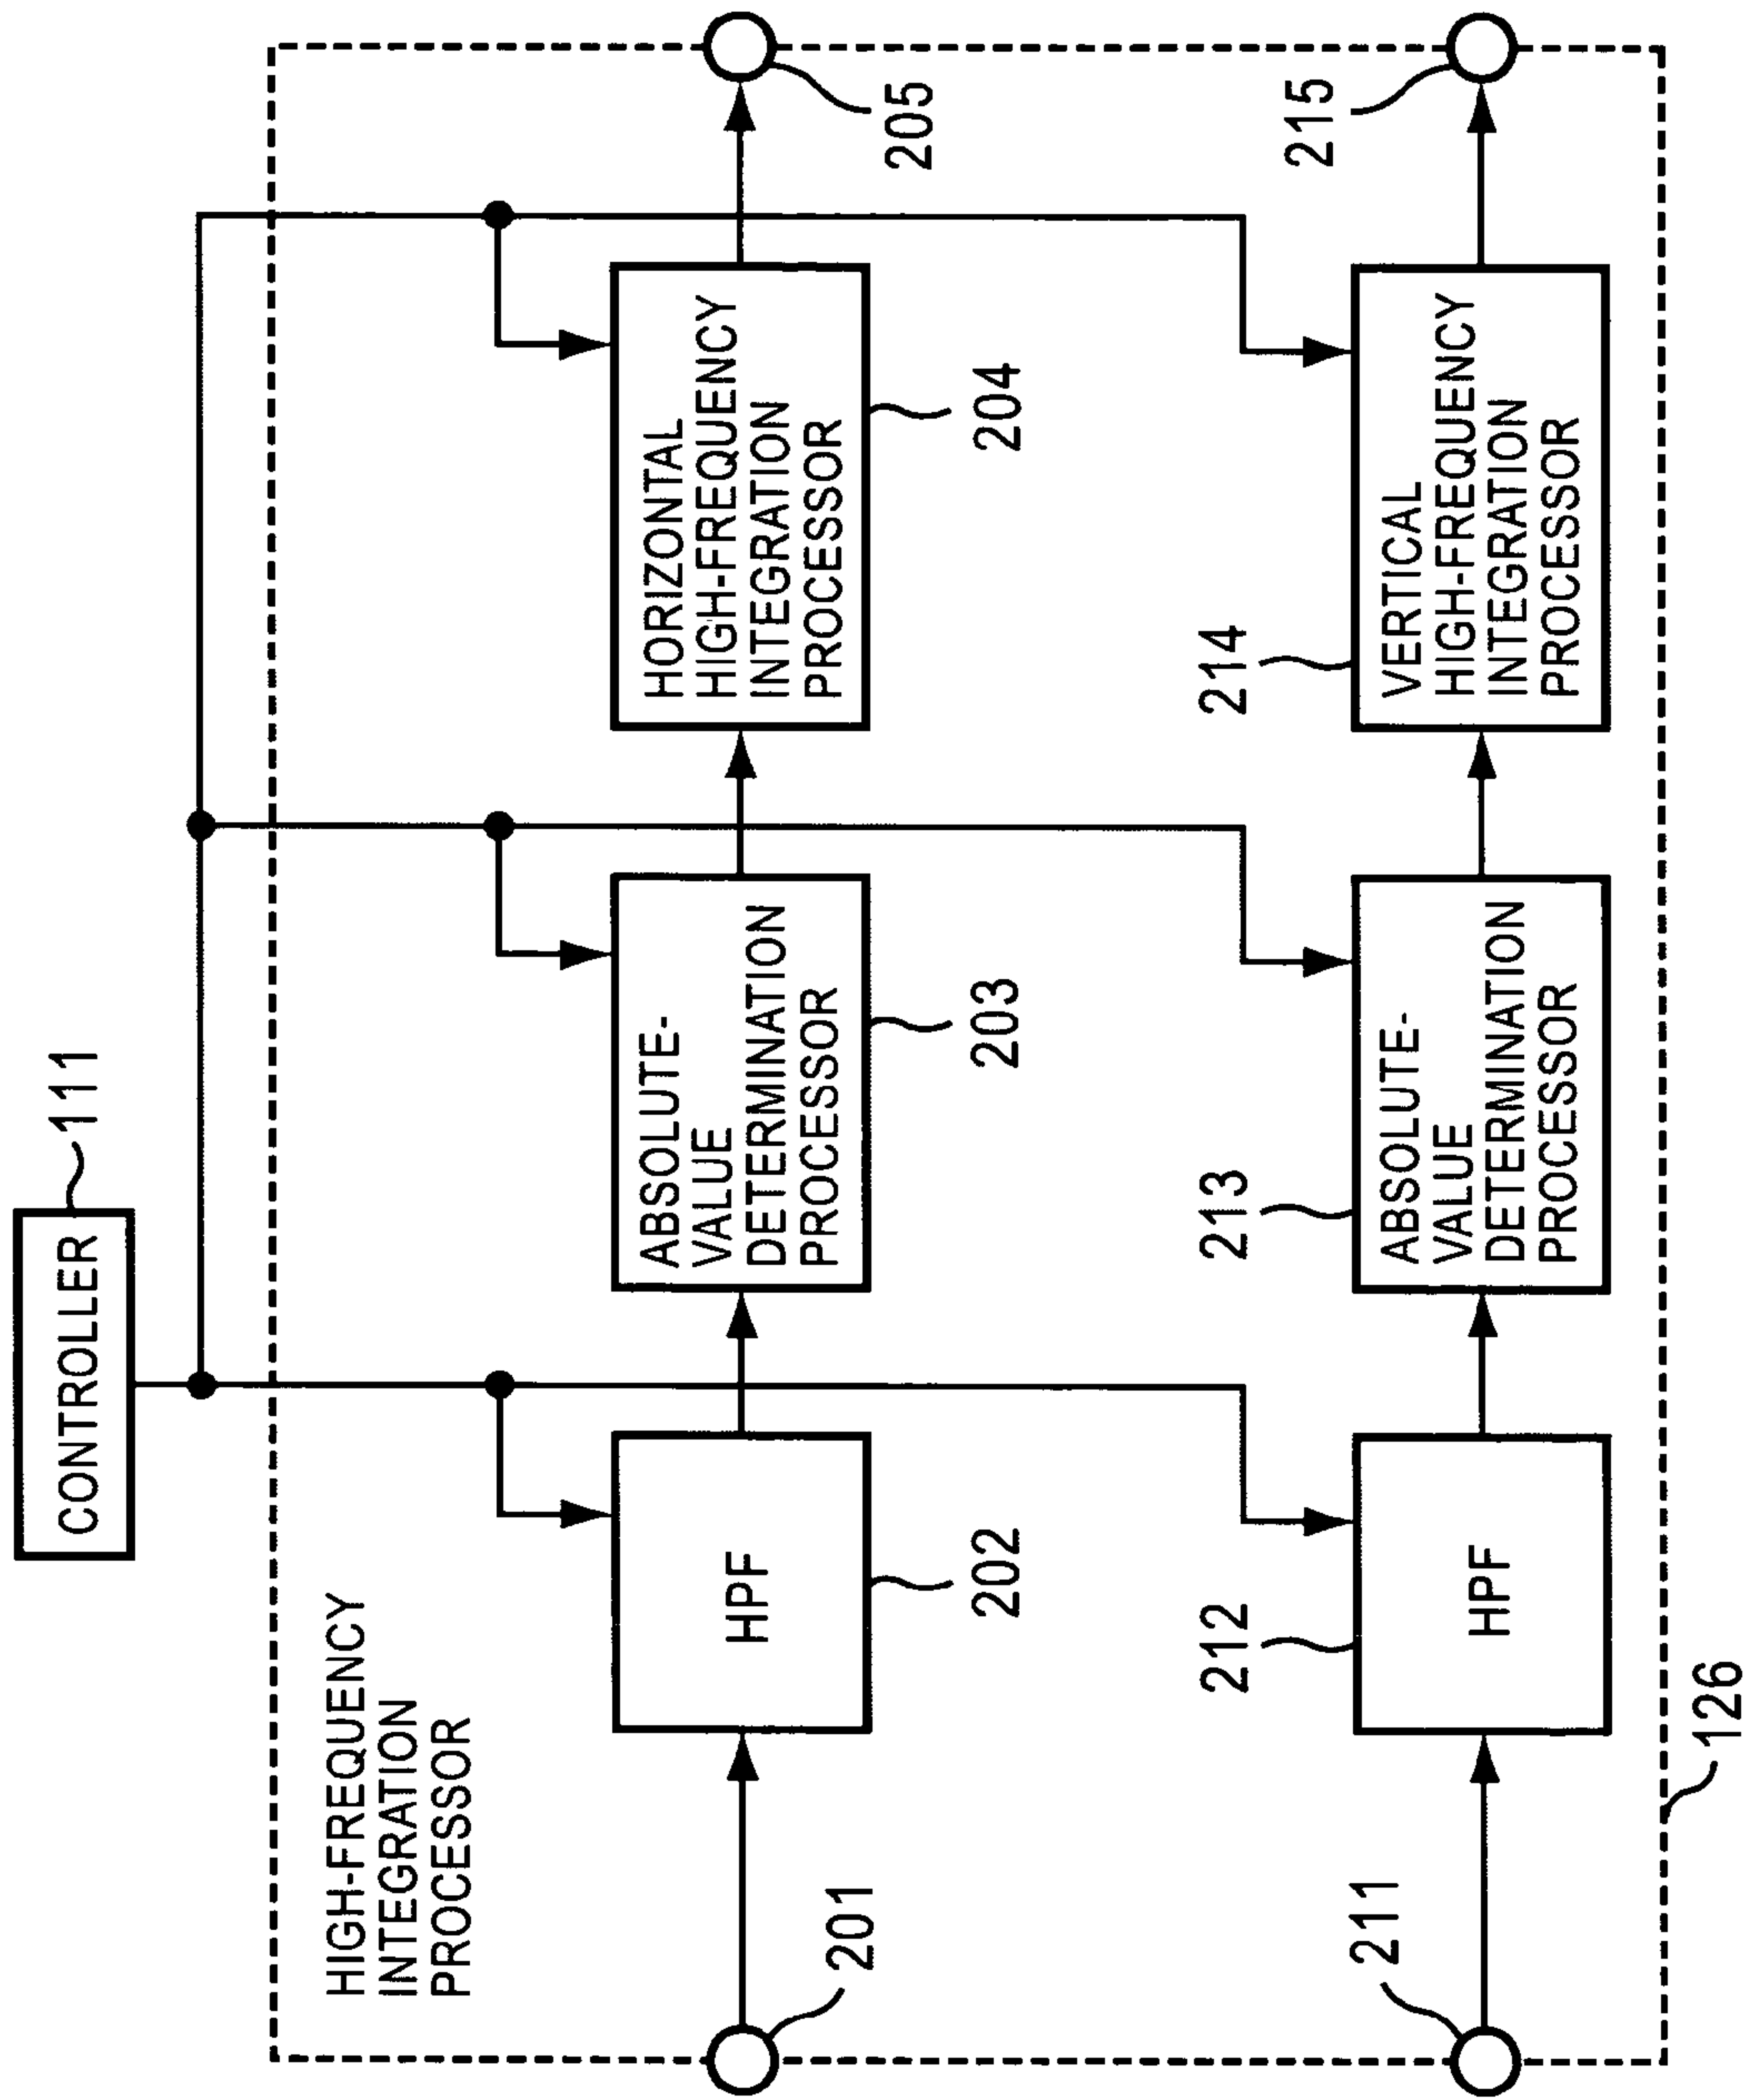 CONTROLLER
111
HIGH-FREQUENCY
INTEGRATION
PROCESSOR
201
HPF
202
ABSOLUTE-
VALUE
DETERMINATION
PROCESSOR
203
HORIZONTAL
HIGH-FREQUENCY
INTEGRATION
PROCESSOR
204
205
211
HPF
212
ABSOLUTE-
VALUE
DETERMINATION
PROCESSOR
213
VERTICAL
HIGH-FREQUENCY
INTEGRATION
PROCESSOR
214
215
126